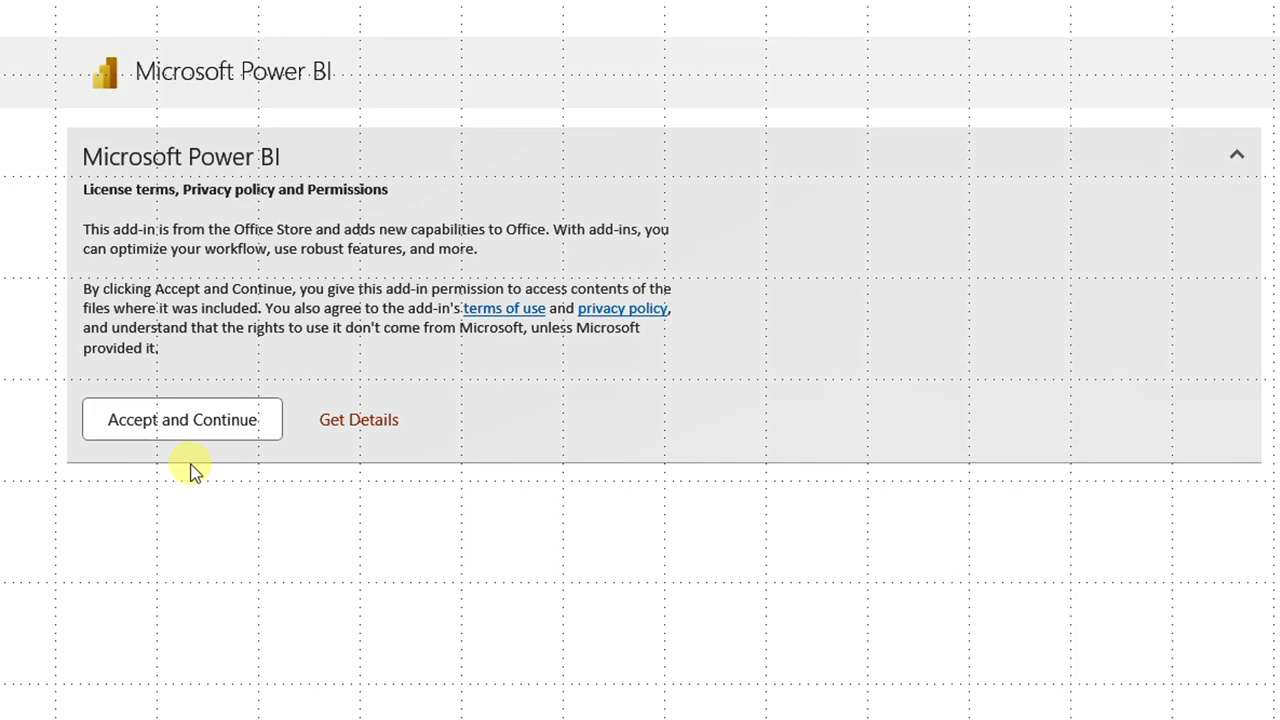 Microsoft Power BI
Microsoft Power BI
License terms, Privacy policy and Permissions
This add-in is from the Office Store and adds new capabilities to Office. With add-ins, you
can optimize your workflow, use robust features, and more.
By clicking Accept and Continue, you give this add-in permission to access contents of the
files where it was included. You also agree to the add-in's terms of use and privacy policy,
and understand that the rights to use it don't come from Microsoft, unless Microsoft
provided it.
Accept and Continue
Get Details